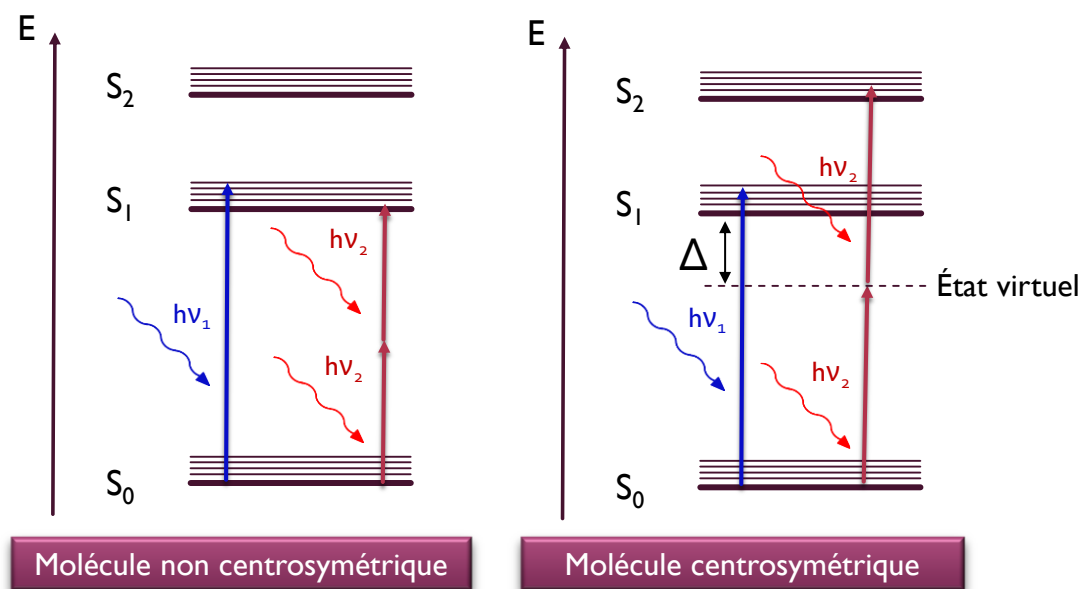 E
S₂
S₁
hν₂
hν₁
hν₂
S₀
Molécule non centrosymétrique
E
S₂
hν₂
S₁
Δ
État virtuel
hν₁
hν₂
S₀
Molécule centrosymétrique